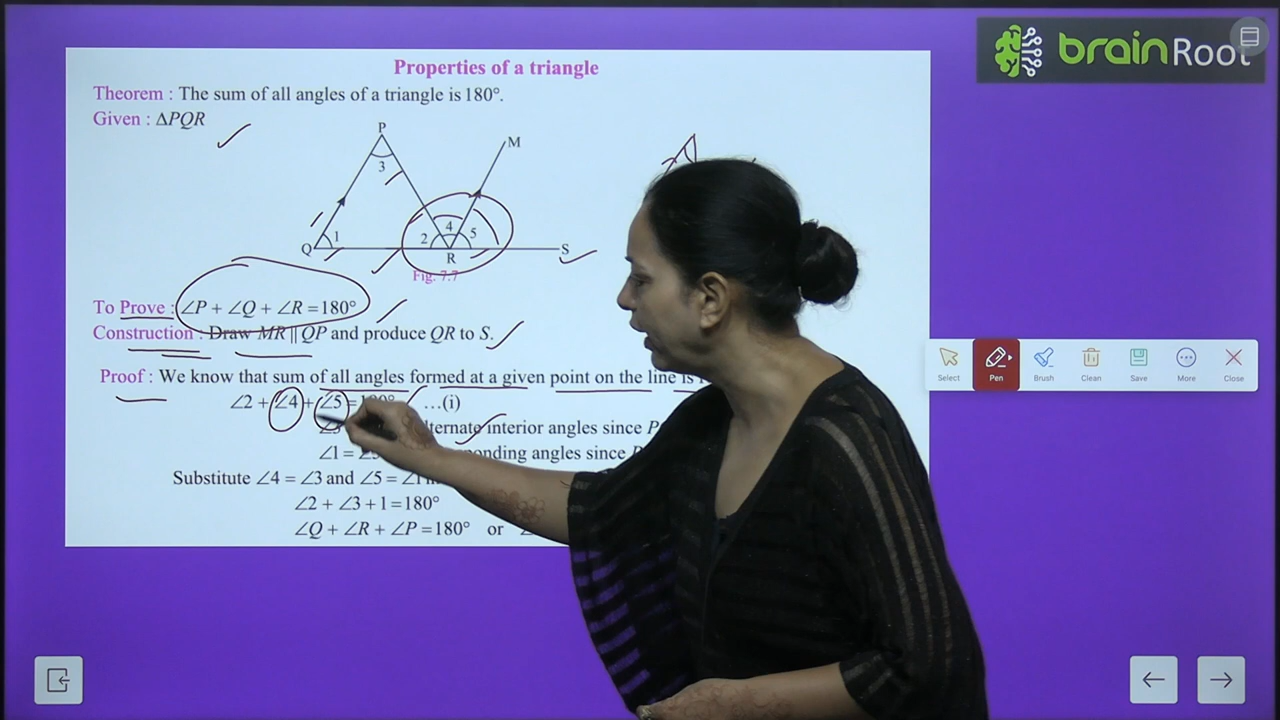 brainRoot
Properties of a triangle
Theorem : The sum of all angles of a triangle is 180°.
Given : ΔPQR
P
M
3
4
Q
1
2
5
S
R
Fig. 7.7
To Prove : ∠P + ∠Q + ∠R = 180°
Construction : Draw MR || QP and produce QR to S.
Proof : We know that sum of all angles formed at a given point on the line is
∠2 + ∠4 + ∠5 = 180° …(i)
interior angles since
∠1 = angles since
Substitute ∠4 = ∠3 and ∠5 =
∠2 + ∠3 + 1 = 180°
∠Q + ∠R + ∠P = 180° or
Select
Pen
Brush
Clean
Save
More
Close